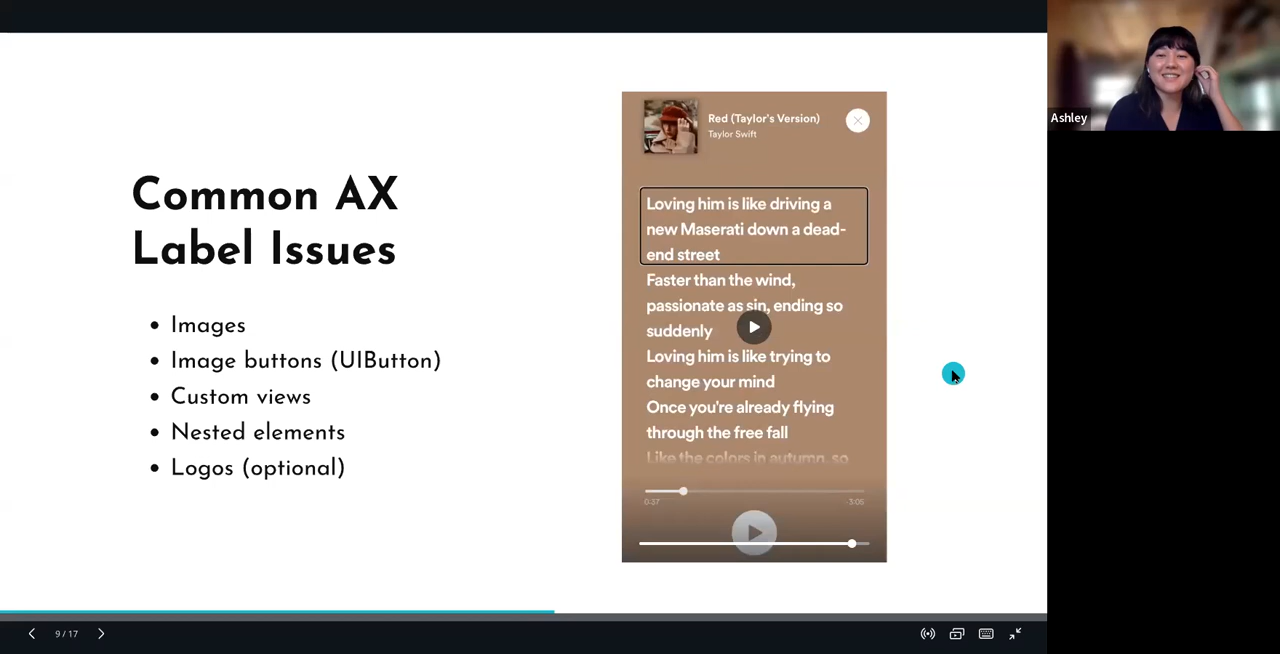 Common AX
Label Issues
• Images
• Image buttons (UIButton)
• Custom views
• Nested elements
• Logos (optional)
Red (Taylor's Version)
Taylor Swift
Loving him is like driving a
new Maserati down a dead-
end street
Faster than the wind,
passionate as sin, ending so
suddenly
Loving him is like trying to
change your mind
Once you're already flying
through the free fall
Like the colors in autumn, so
0:37
-3:05
Ashley
9 / 17